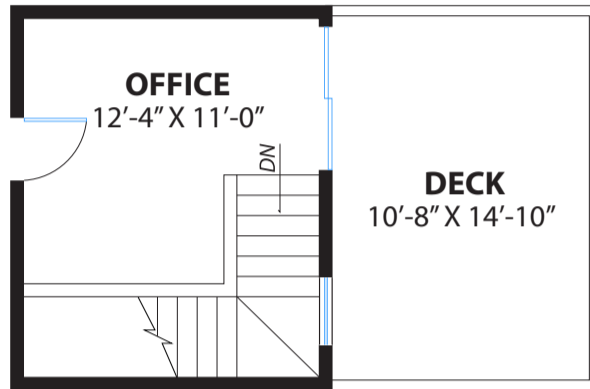 OFFICE
12’-4” X 11’-0”
DN
DECK
10’-8” X 14’-10”